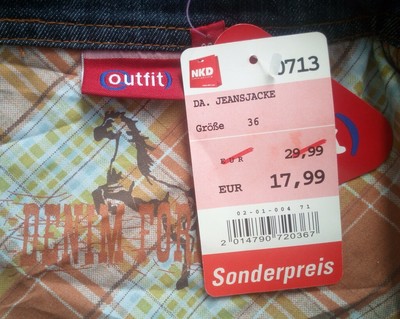 outfit
NKD
0713
DA. JEANSJACKE
Größe 36
EUR 29,99
EUR 17,99
02-01-004 71
2 014790 720367
Sonderpreis
DENIM FOR